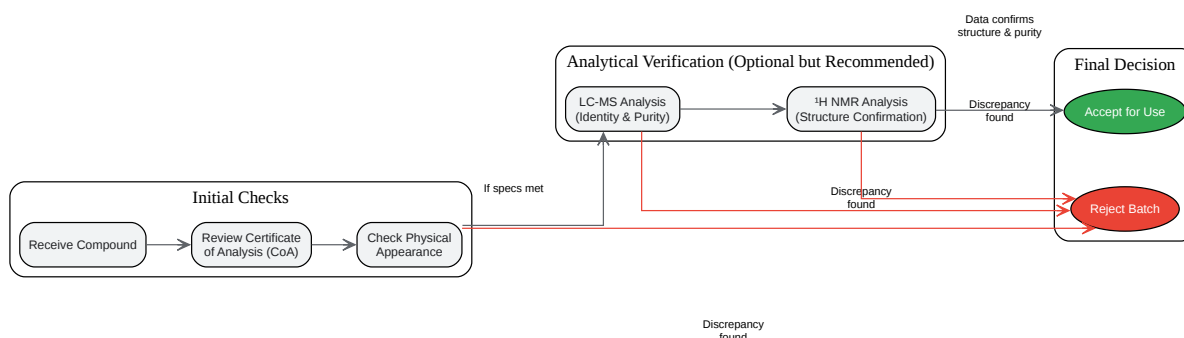 Data confirms
structure & purity
Analytical Verification (Optional but Recommended)
Final Decision
LC-MS Analysis
(Identity & Purity)
¹H NMR Analysis
(Structure Confirmation)
Discrepancy
found
Accept for Use
If specs met
Discrepancy
found
Reject Batch
Initial Checks
Receive Compound
Review Certificate
of Analysis (CoA)
Check Physical
Appearance
Discrepancy
found